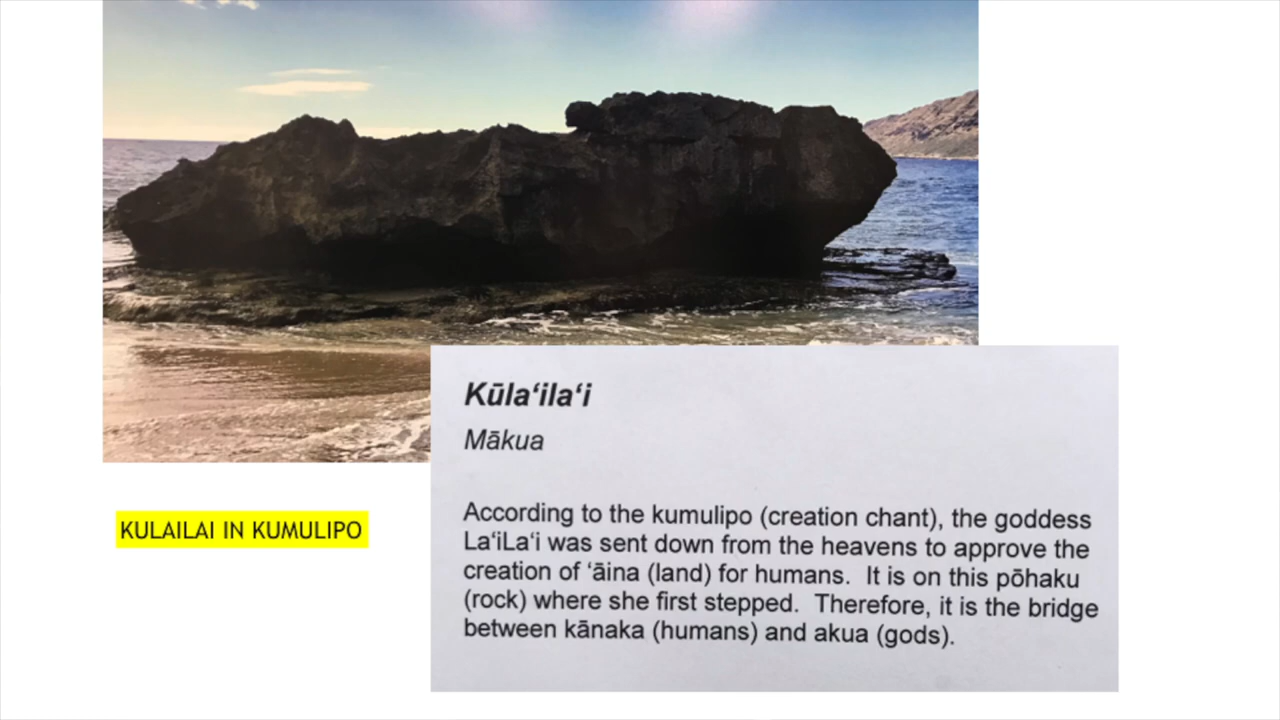 Kūlaʻilaʻi
Mākua
According to the kumulipo (creation chant), the goddess
LaʻiLaʻi was sent down from the heavens to approve the
creation of ʻāina (land) for humans.  It is on this pōhaku
(rock) where she first stepped.  Therefore, it is the bridge
between kānaka (humans) and akua (gods).
KULAILAI IN KUMULIPO